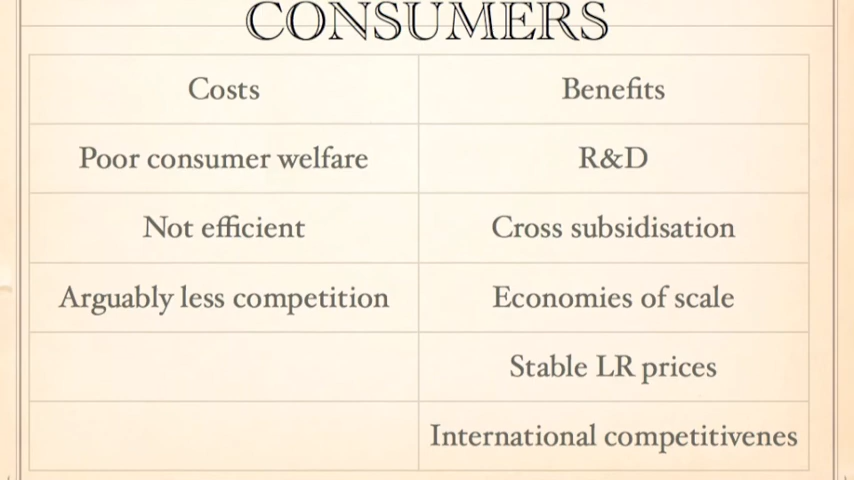 CONSUMERS
Costs Benefits
Poor consumer welfare R&D
Not efficient Cross subsidisation
Arguably less competition Economies of scale
Stable LR prices
International competitivenes